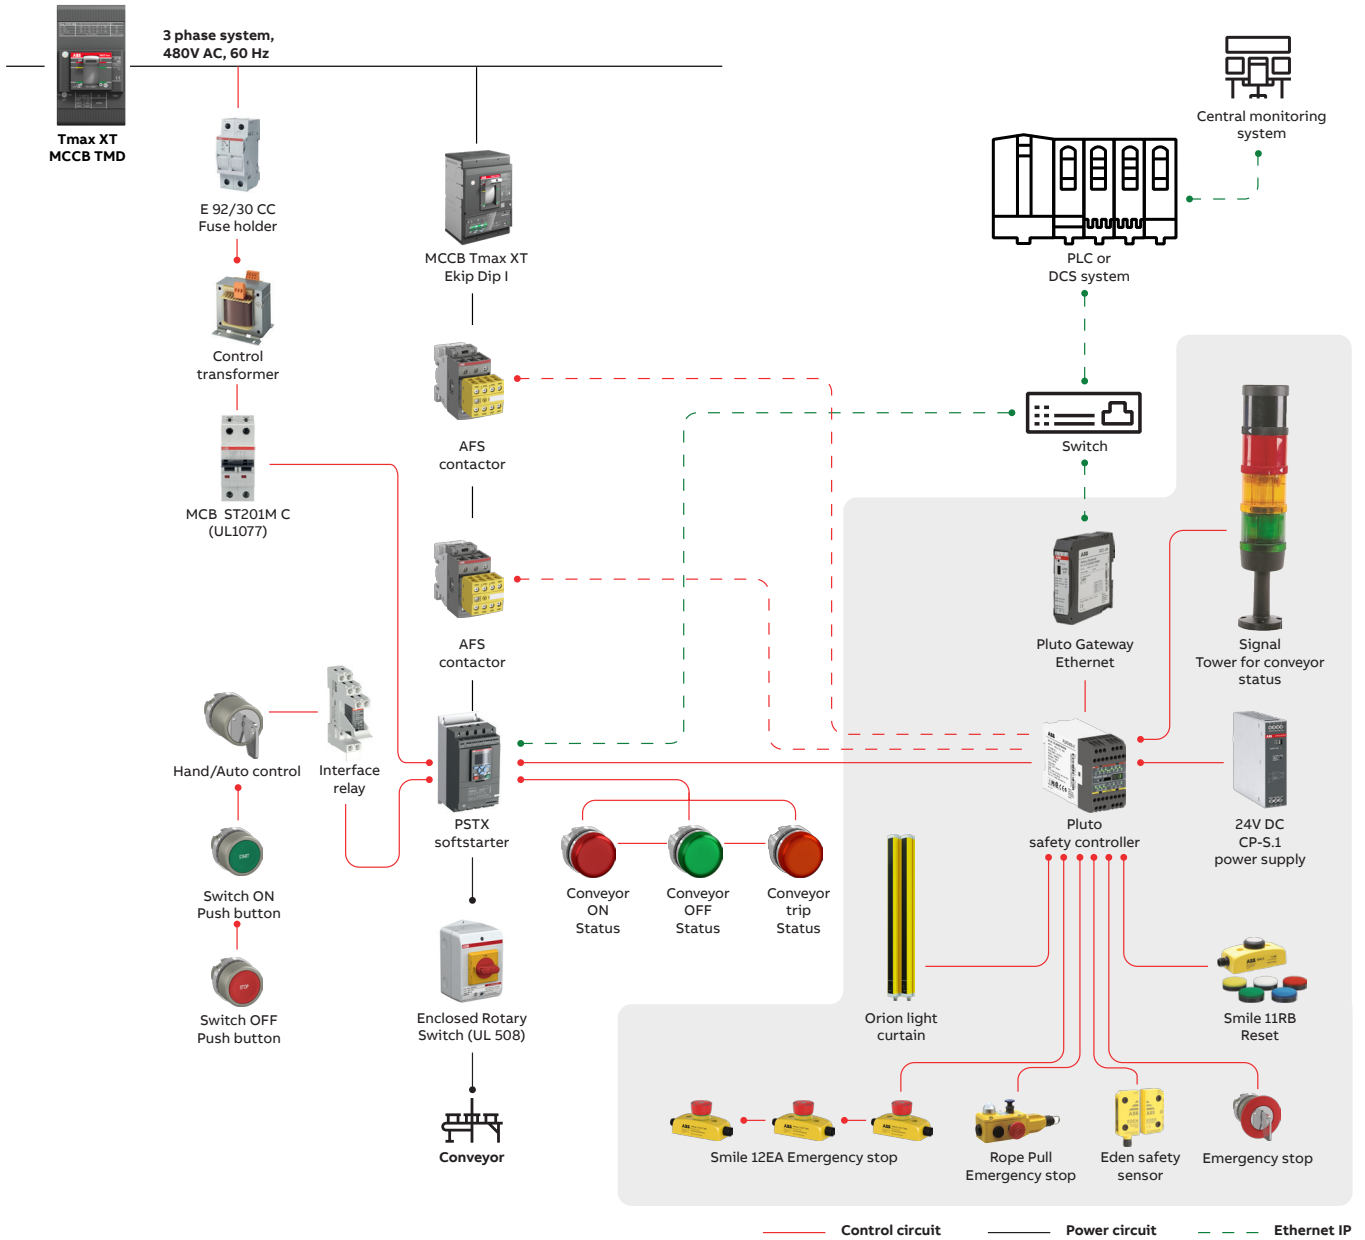 3 phase system,
480V AC, 60 Hz
Tmax XT
MCCB TMD
E 92/30 CC
Fuse holder
Control
transformer
MCB ST201M C
(UL1077)
MCCB Tmax XT
Ekip Dip I
AFS
contactor
AFS
contactor
Central monitoring
system
PLC or
DCS system
Switch
Pluto Gateway
Ethernet
Signal
Tower for conveyor
status
Hand/Auto control
Interface
relay
PSTX
softstarter
Pluto
safety controller
24V DC
CP-S.1
power supply
START
Switch ON
Push button
STOP
Switch OFF
Push button
Conveyor
ON
Status
Conveyor
OFF
Status
Conveyor
trip
Status
Enclosed Rotary
Switch (UL 508)
Conveyor
Orion light
curtain
ABB
Smile 11RB
Reset
Smile 12EA Emergency stop
Rope Pull
Emergency stop
Eden safety
sensor
Emergency stop
Control circuit
Power circuit
Ethernet IP